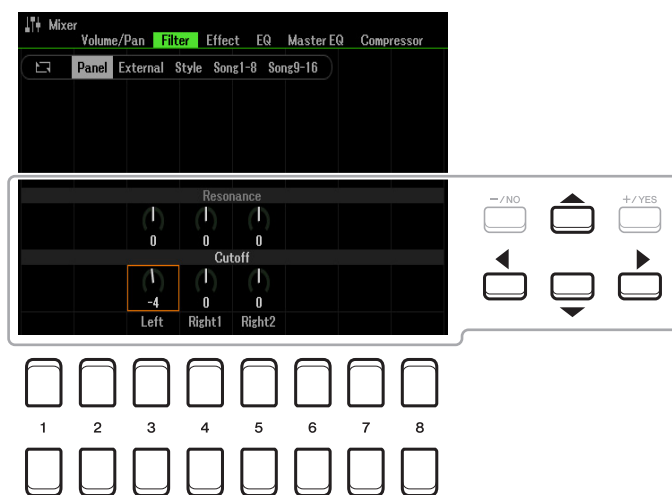 Mixer
Volume/Pan Filter Effect EQ Master EQ Compressor
Panel External Style Song1-8 Song9-16
Resonance
0 0 0
Cutoff
-4 0 0
Left Right1 Right2
-/NO +/YES
1 2 3 4 5 6 7 8